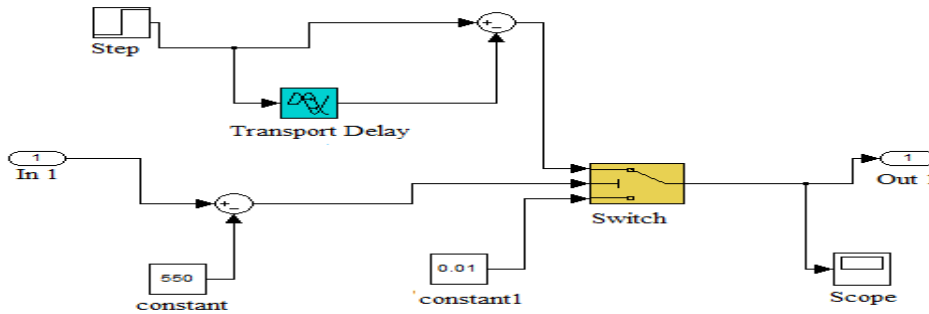 Step
Transport Delay
1
In 1
1
Out 1
Switch
550
constant
0.01
constant1
Scope